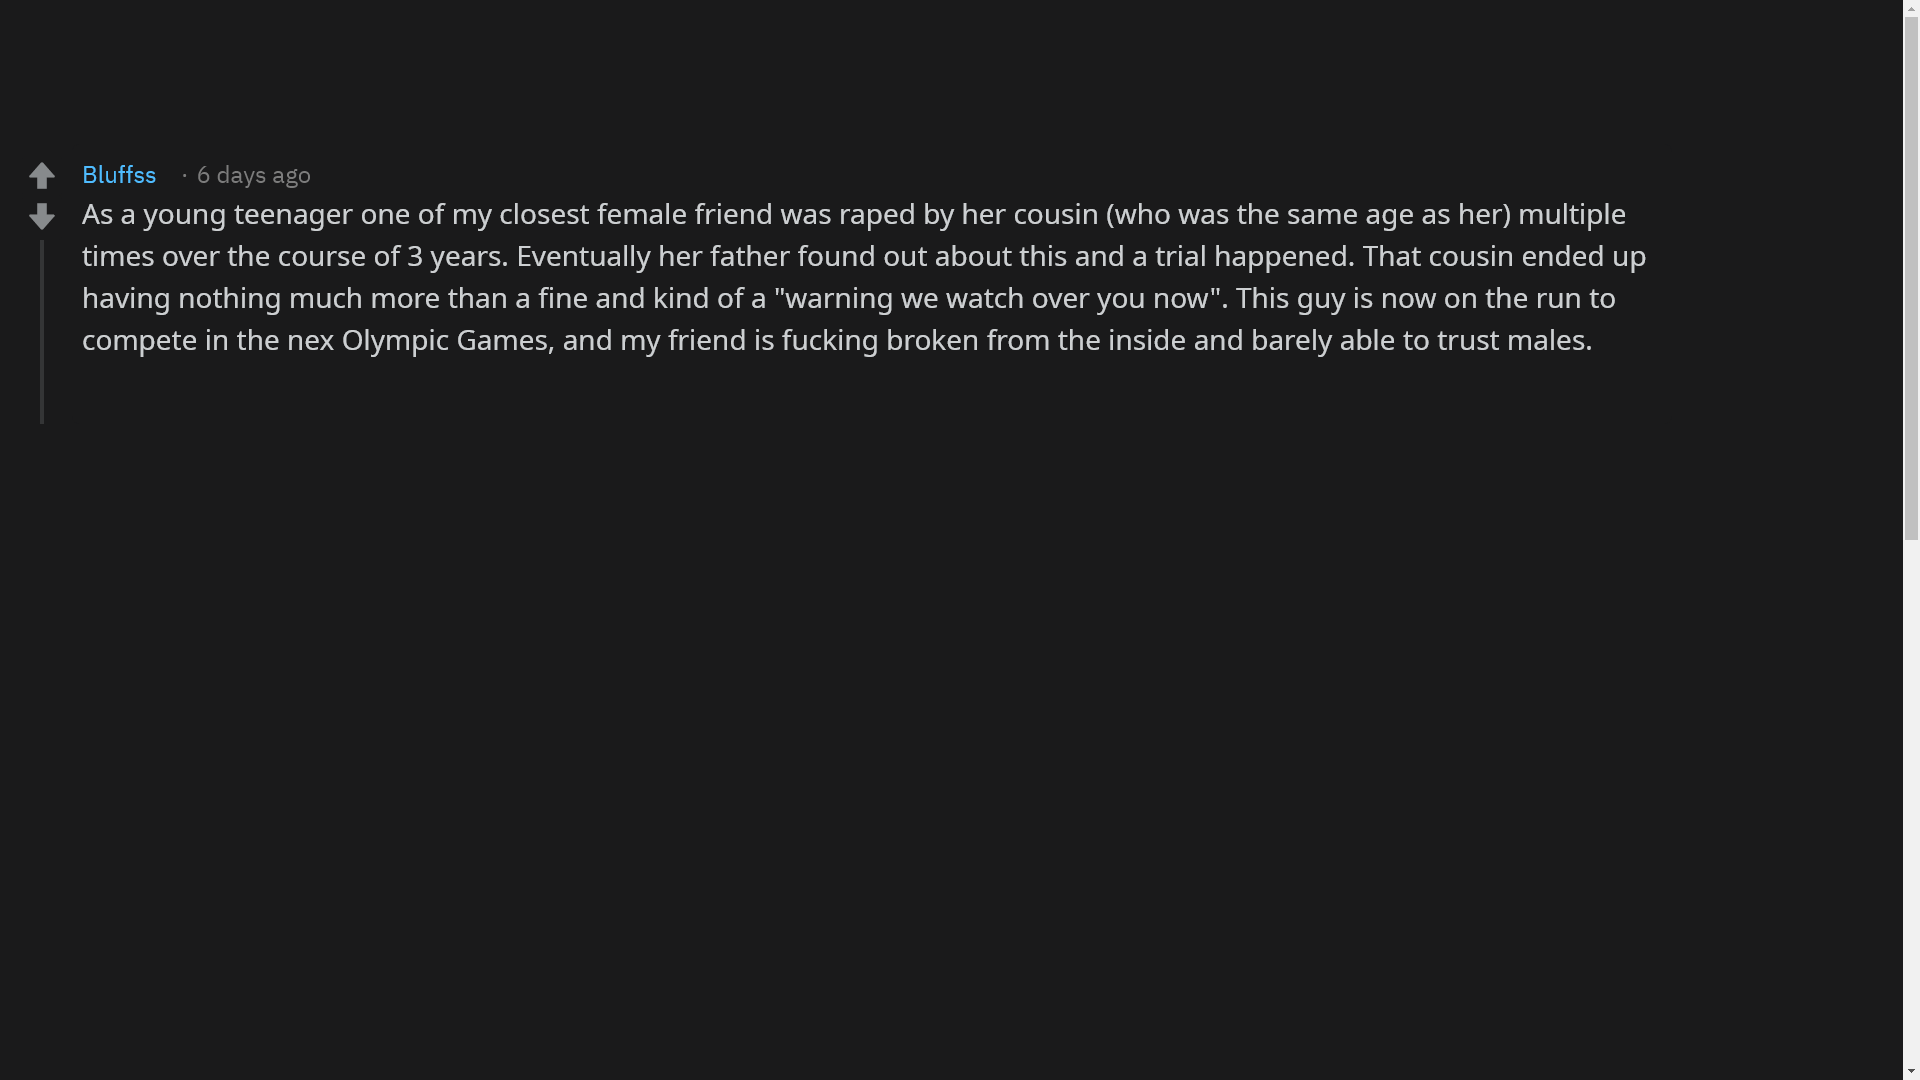 Bluffss · 6 days ago
As a young teenager one of my closest female friend was raped by her cousin (who was the same age as her) multiple
times over the course of 3 years. Eventually her father found out about this and a trial happened. That cousin ended up
having nothing much more than a fine and kind of a "warning we watch over you now". This guy is now on the run to
compete in the nex Olympic Games, and my friend is fucking broken from the inside and barely able to trust males.